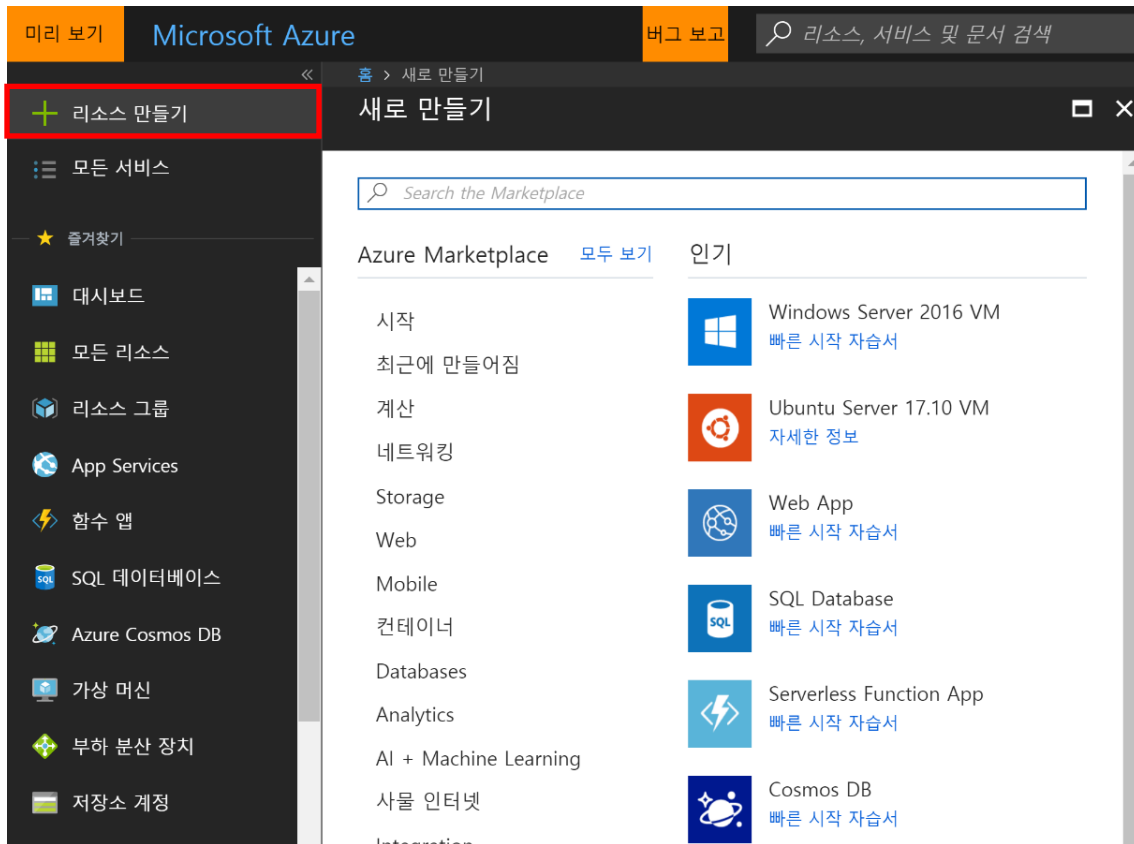 미리 보기
Microsoft Azure
버그 보고
리소스, 서비스 및 문서 검색
홈 > 새로 만들기
새로 만들기
리소스 만들기
모든 서비스
즐겨찾기
대시보드
모든 리소스
리소스 그룹
App Services
함수 앱
SQL 데이터베이스
Azure Cosmos DB
가상 머신
부하 분산 장치
저장소 계정
Search the Marketplace
Azure Marketplace
모두 보기
시작
최근에 만들어짐
계산
네트워킹
Storage
Web
Mobile
컨테이너
Databases
Analytics
AI + Machine Learning
사물 인터넷
Integration
인기
Windows Server 2016 VM
빠른 시작 자습서
Ubuntu Server 17.10 VM
자세한 정보
Web App
빠른 시작 자습서
SQL Database
빠른 시작 자습서
Serverless Function App
빠른 시작 자습서
Cosmos DB
빠른 시작 자습서